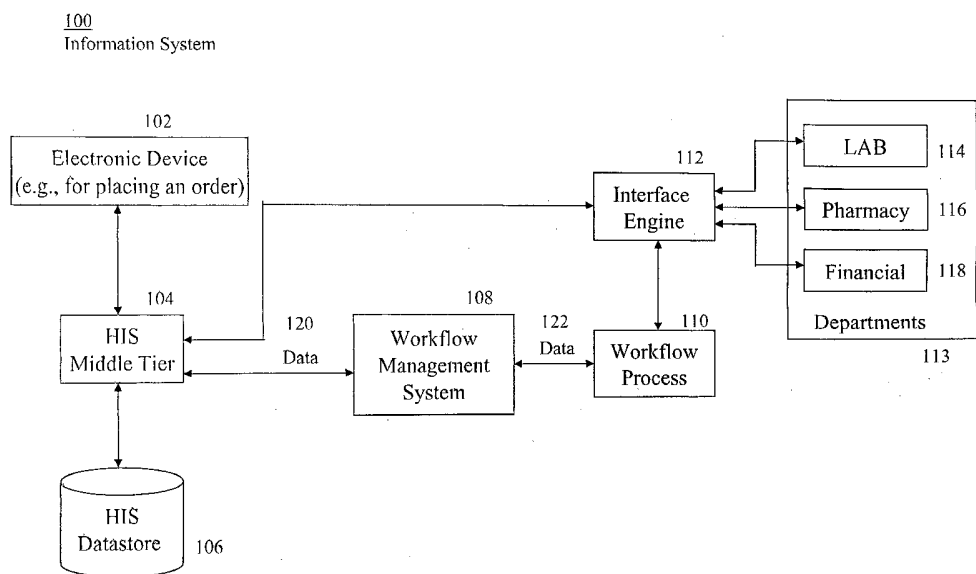 100
Information System
102
Electronic Device
(e.g., for placing an order)
112
Interface
Engine
LAB
114
Pharmacy
116
Financial
118
Departments
113
104
HIS
Middle Tier
120
Data
108
Workflow
Management
System
122
Data
110
Workflow
Process
HIS
Datastore
106